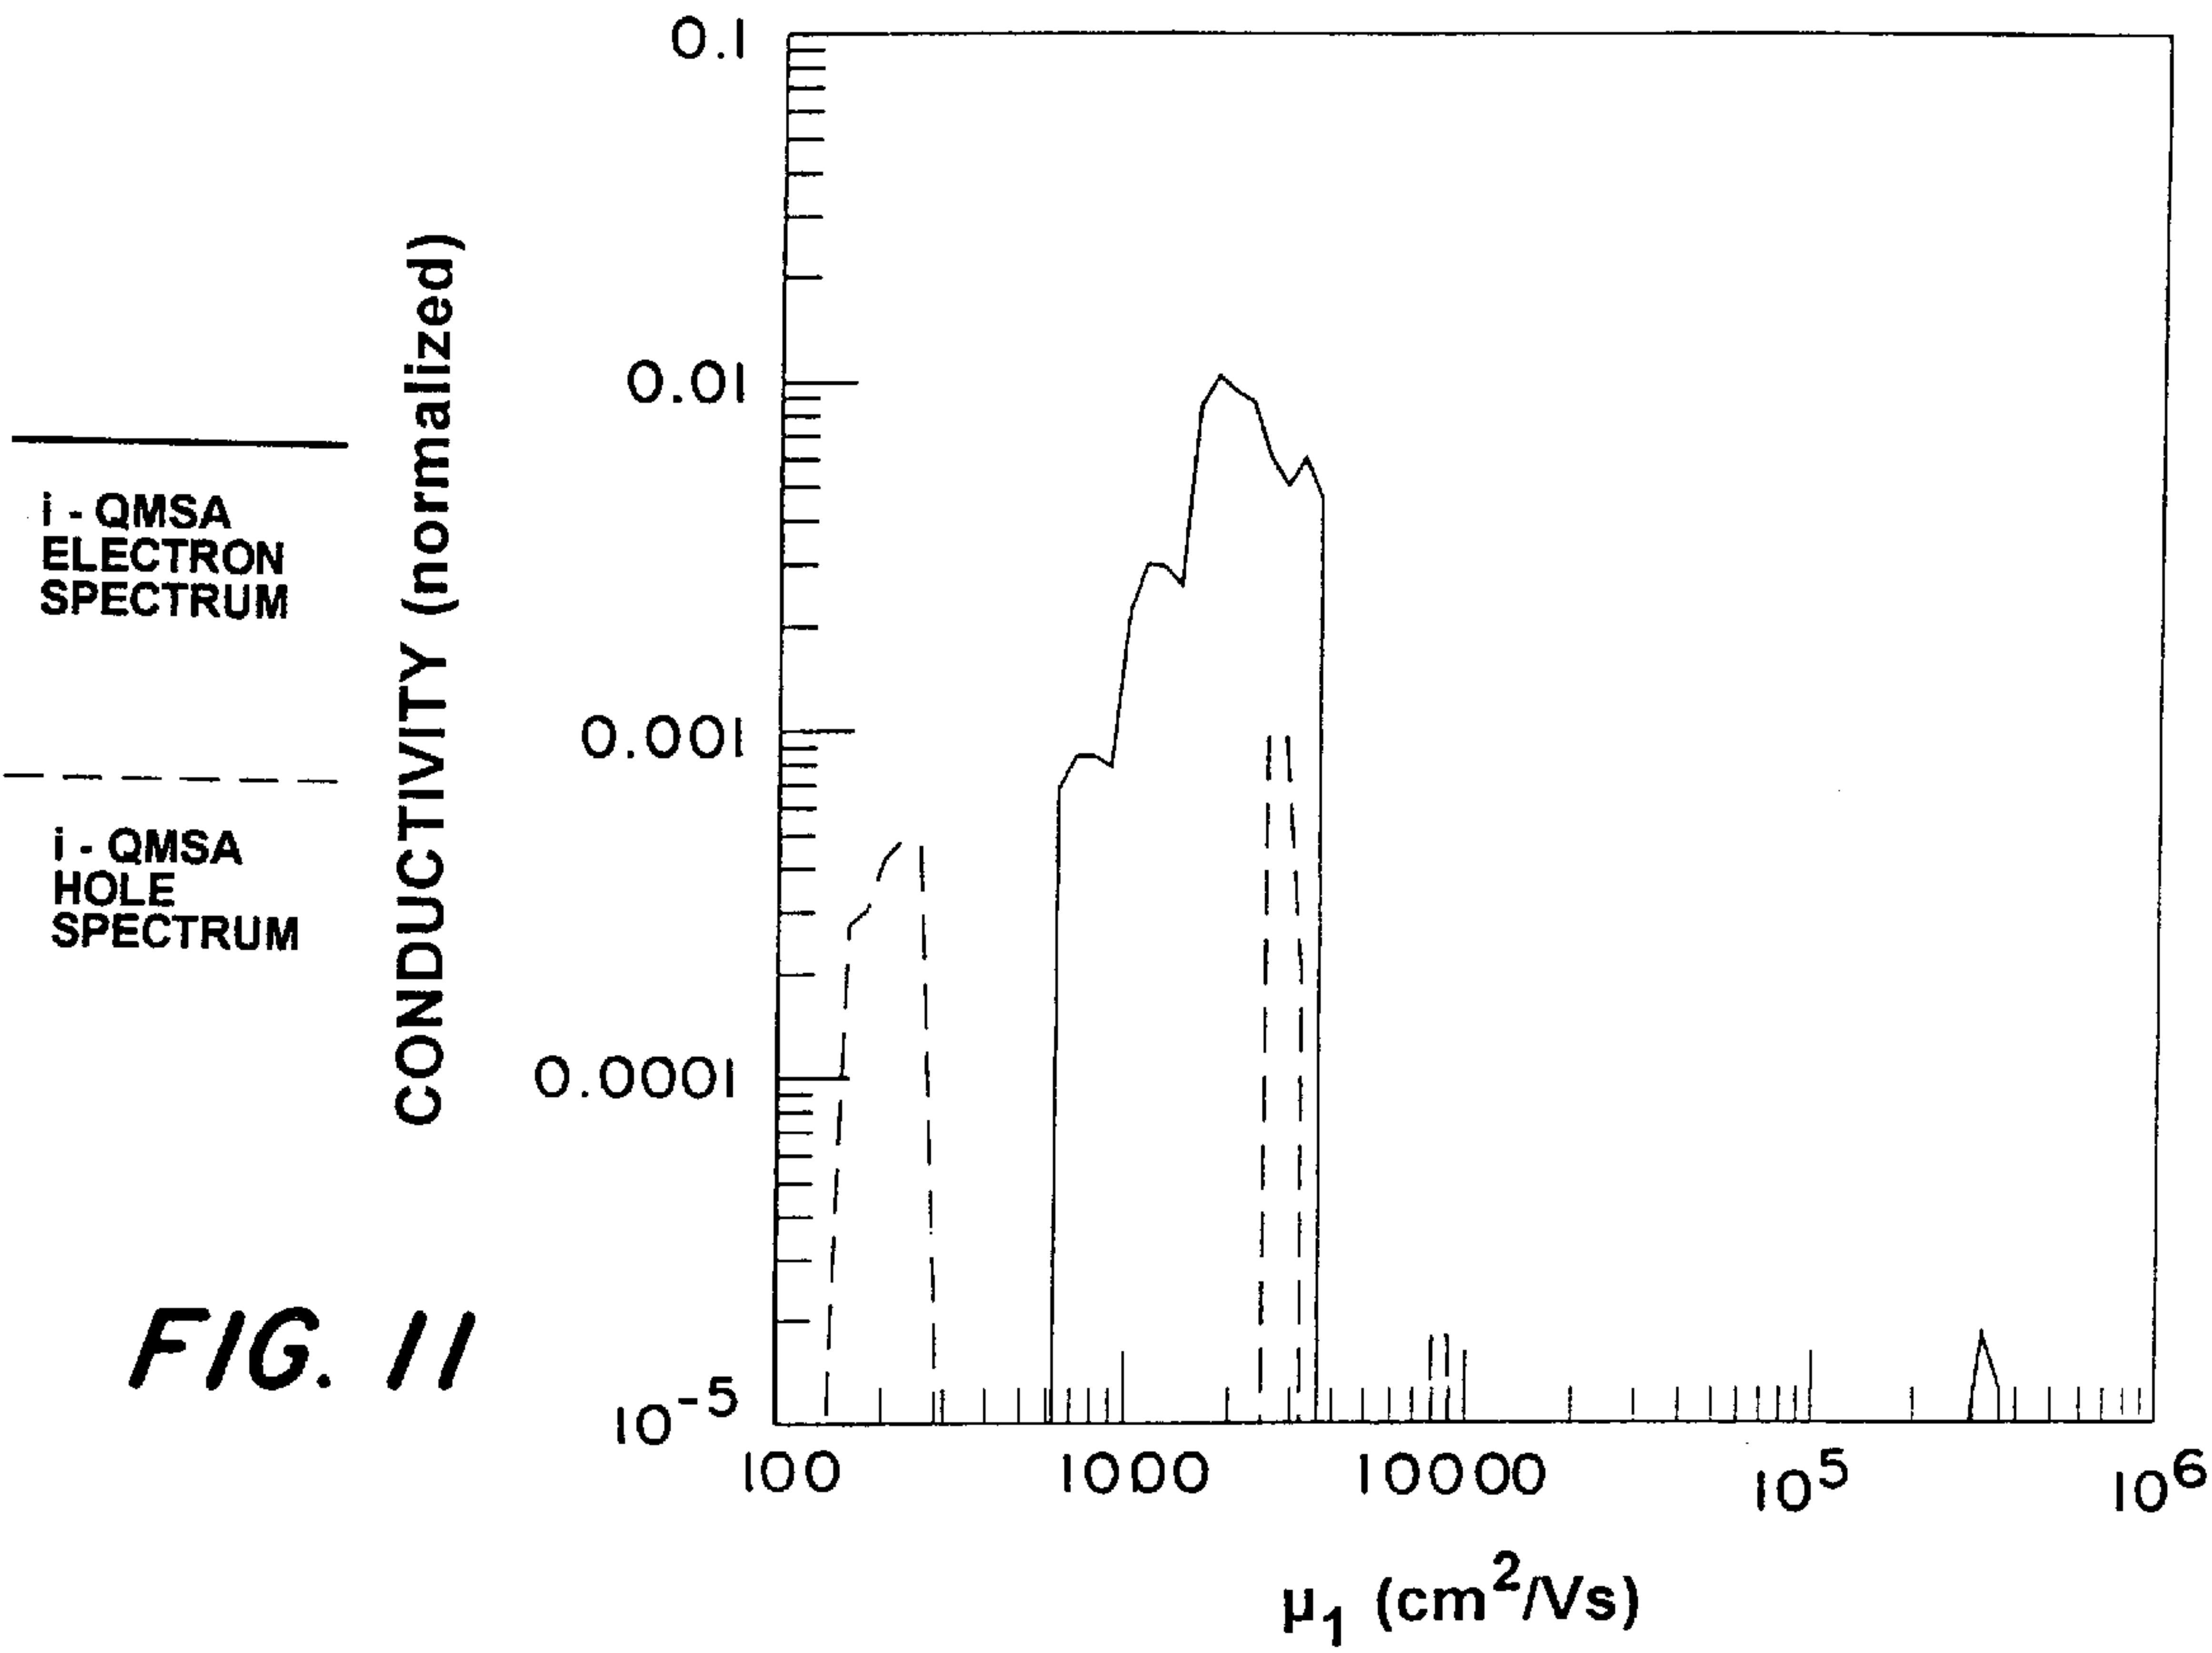 0.1
0.01
0.001
0.0001
10⁻⁵
CONDUCTIVITY (normalized)
i - QMSA
ELECTRON
SPECTRUM
i - QMSA
HOLE
SPECTRUM
FIG. 11
100 1000 10000 10⁵ 10⁶
μ₁ (cm²/Vs)